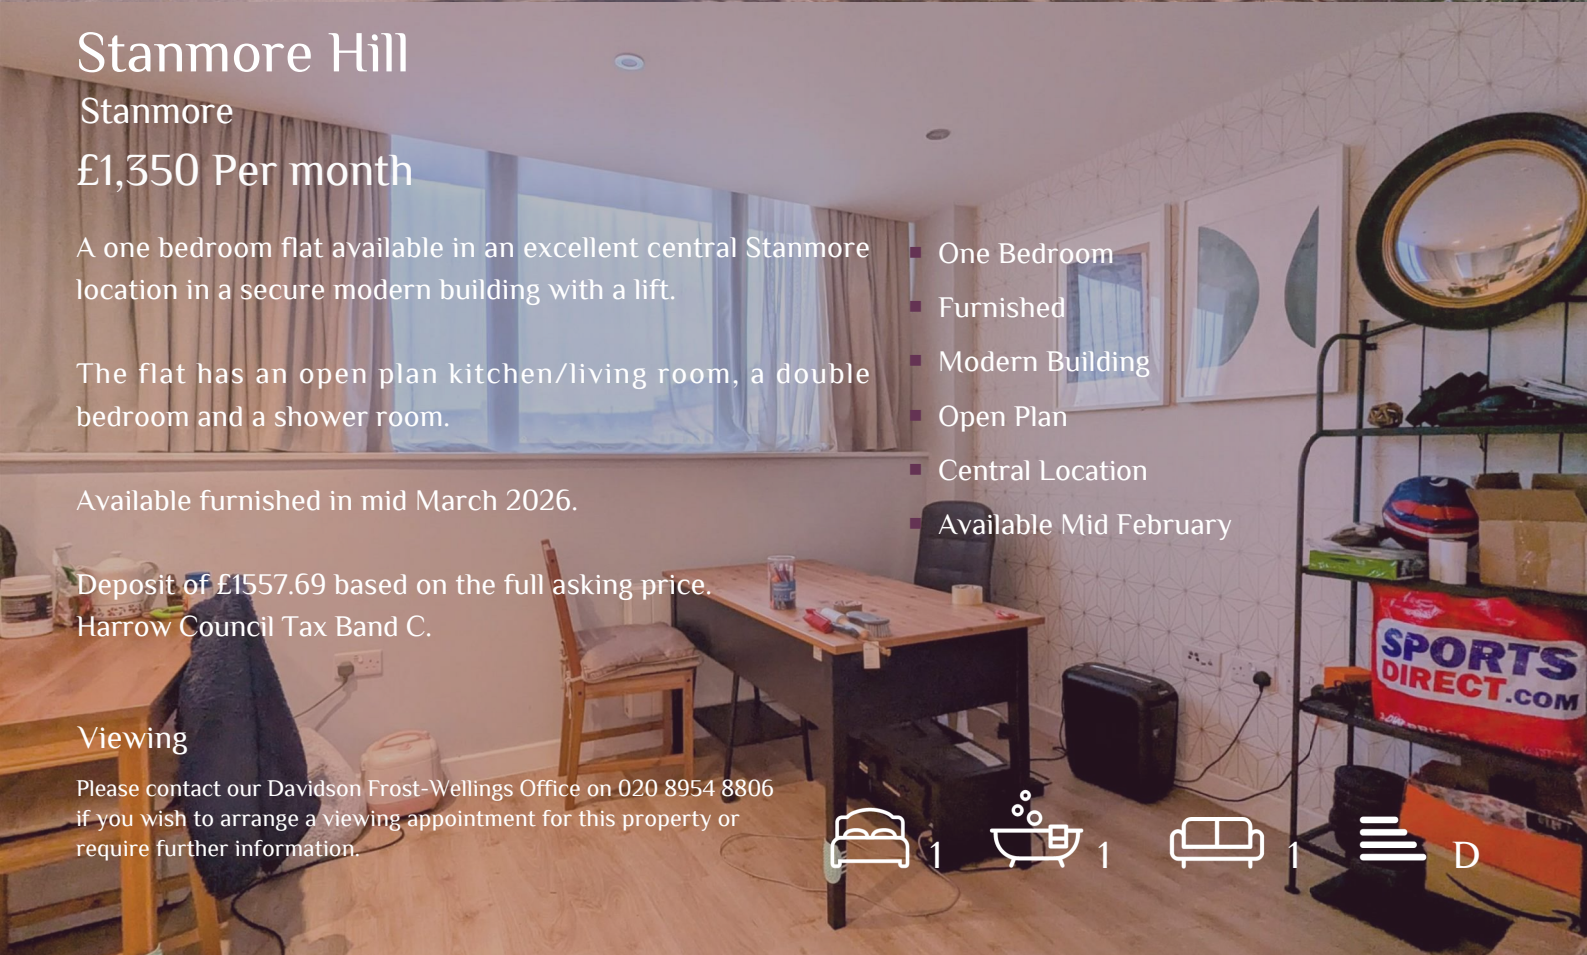 Stanmore Hill
Stanmore
£1,350 Per month
A one bedroom flat available in an excellent central Stanmore
location in a secure modern building with a lift.
The flat has an open plan kitchen/living room, a double
bedroom and a shower room.
Available furnished in mid March 2026.
Deposit of £1557.69 based on the full asking price.
Harrow Council Tax Band C.
One Bedroom
Furnished
Modern Building
Open Plan
Central Location
Available Mid February
SPORTS
DIRECT.COM
LOW PRICES
Viewing
Please contact our Davidson Frost-Wellings Office on 020 8954 8806
if you wish to arrange a viewing appointment for this property or
require further information.
1 1 1 D